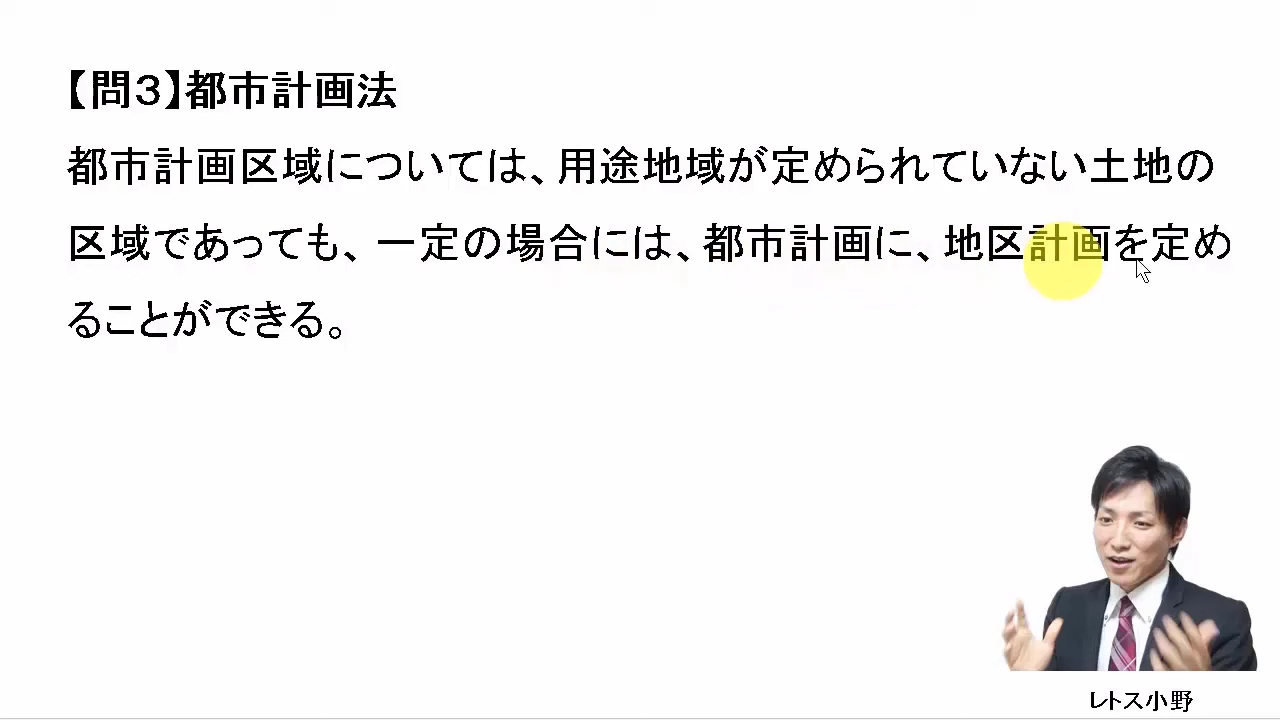 【問３】都市計画法
都市計画区域については、用途地域が定められていない土地の
区域であっても、一定の場合には、都市計画に、地区計画を定め
ることができる。
レトス小野